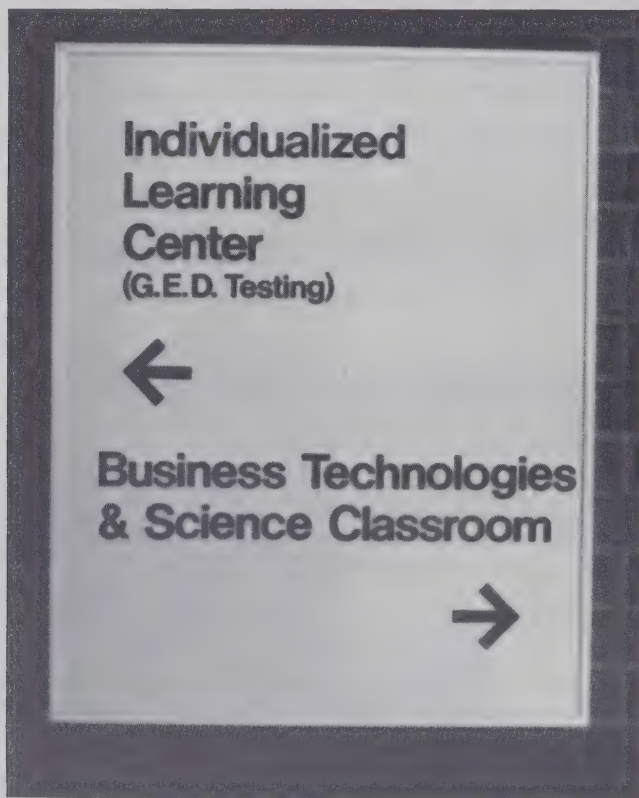 Individualized
Learning
Center
(G.E.D. Testing)
←
Business Technologies
& Science Classroom
→